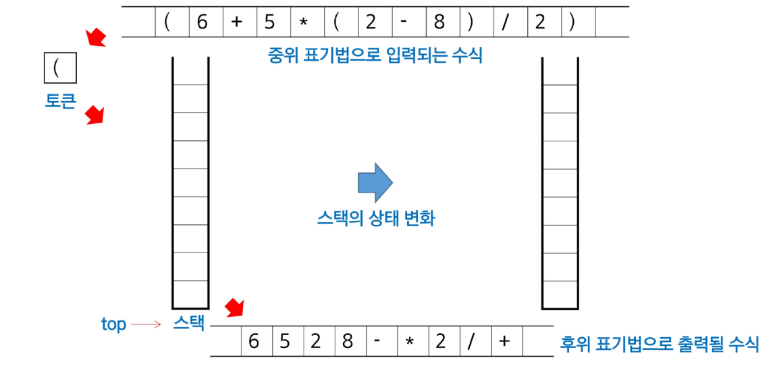 ( 6 + 5 * ( 2 - 8 ) / 2 )
중위 표기법으로 입력되는 수식
(
토큰
스택의 상태 변화
top 스택
6 5 2 8 - * 2 / +
후위 표기법으로 출력될 수식